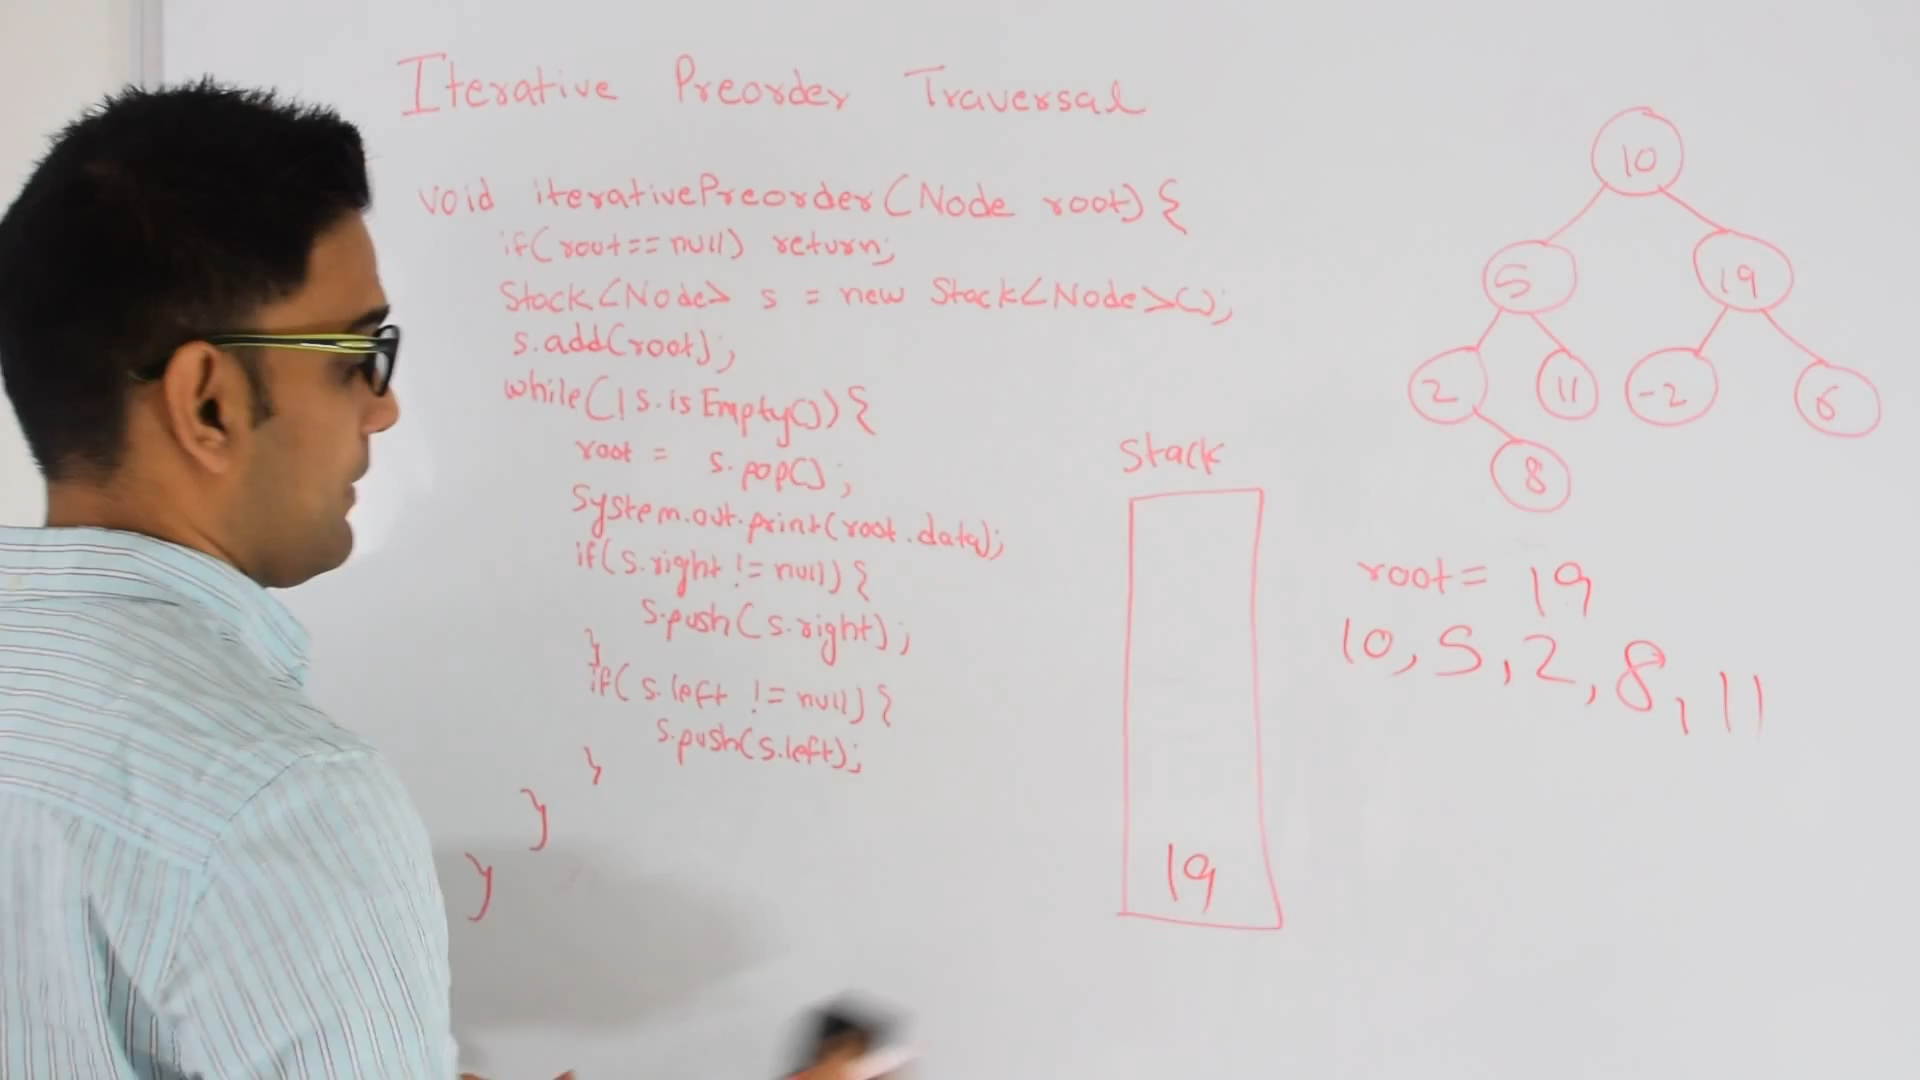 Iterative Preorder Traversal
void iterativePreorder(Node root){
if(root==null) return;
Stack<Node> s = new Stack<Node>();
s.add(root);
while(!s.isEmpty()){
root = s.pop();
System.out.print(root.data);
if(s.right != null){
s.push(s.right);
}
if(s.left != null){
s.push(s.left);
}
}
}
Stack
19
10
5
19
2
11
-2
6
8
root= 19
10, 5, 2, 8, 11